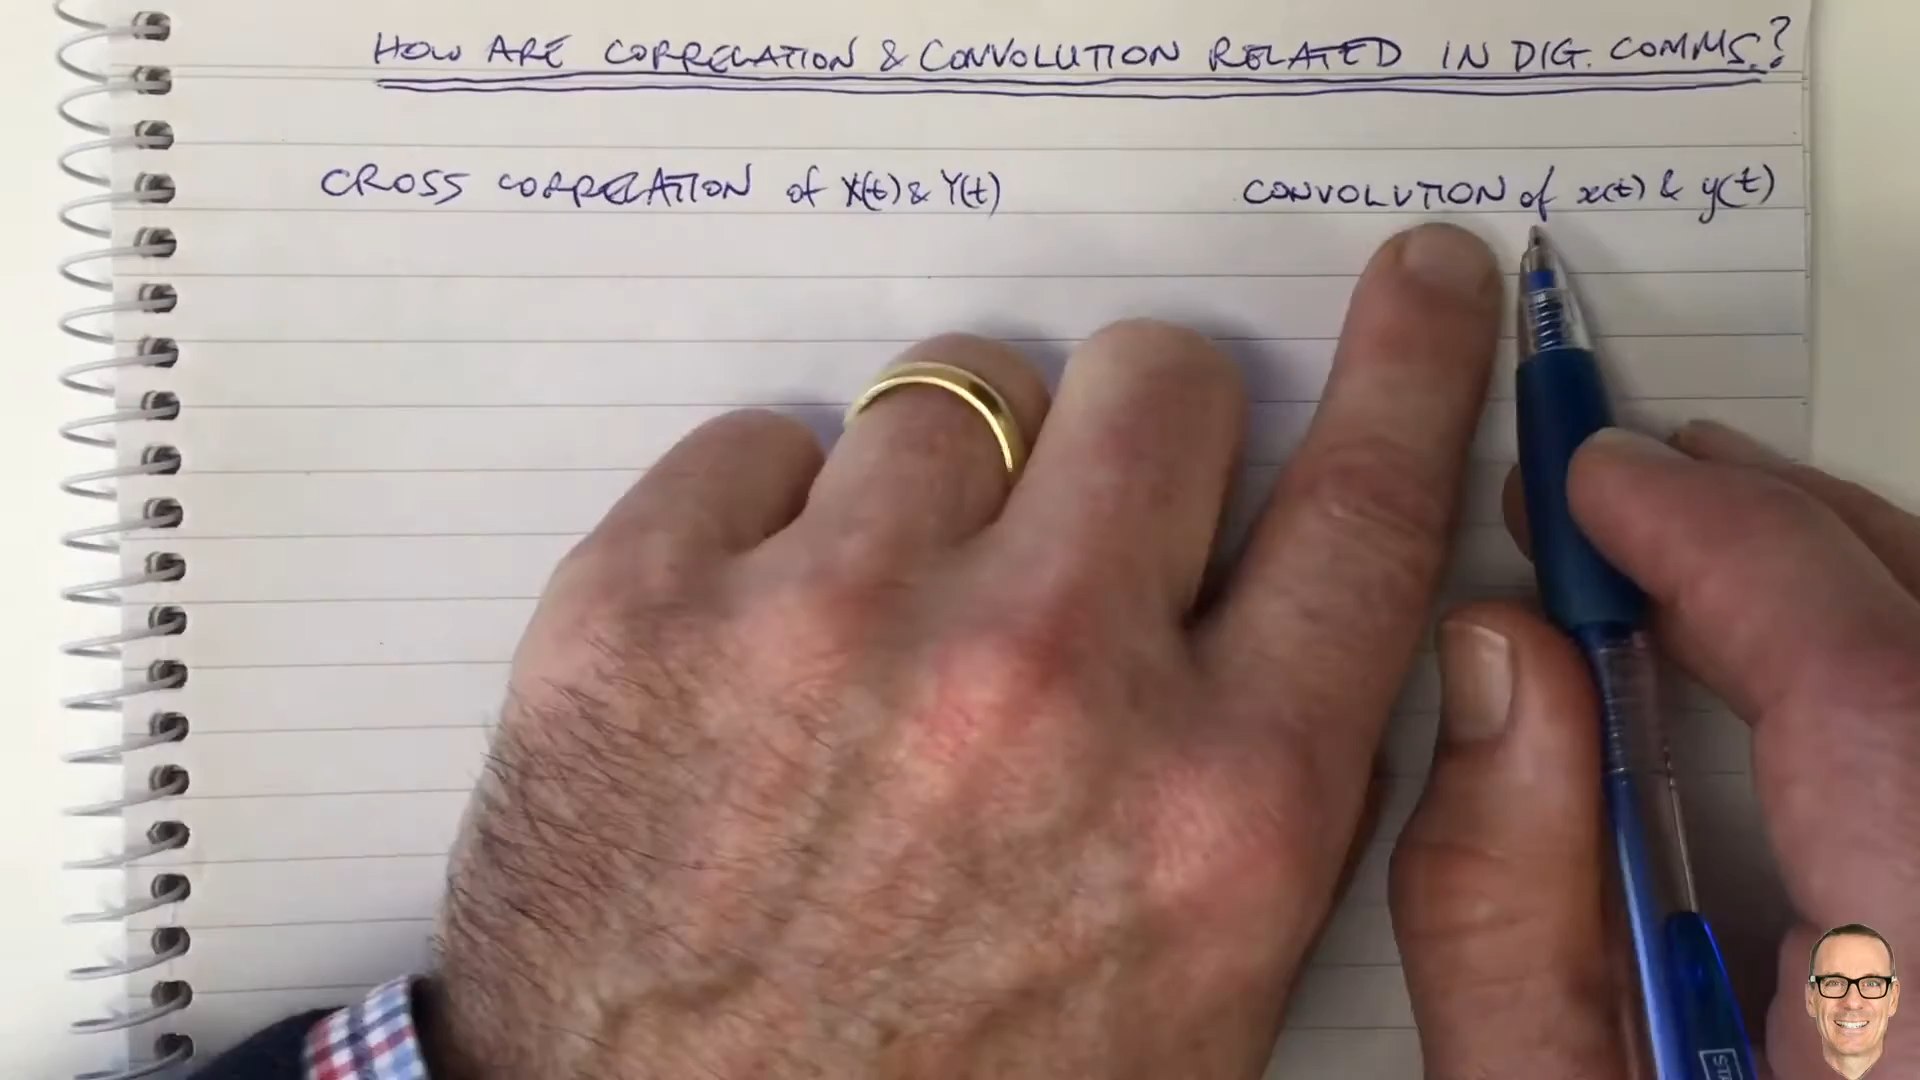 HOW ARE CORRELATION & CONVOLUTION RELATED IN DIG. COMMS.?
CROSS CORRELATION of X(t) & Y(t)
CONVOLUTION of x(t) & y(t)